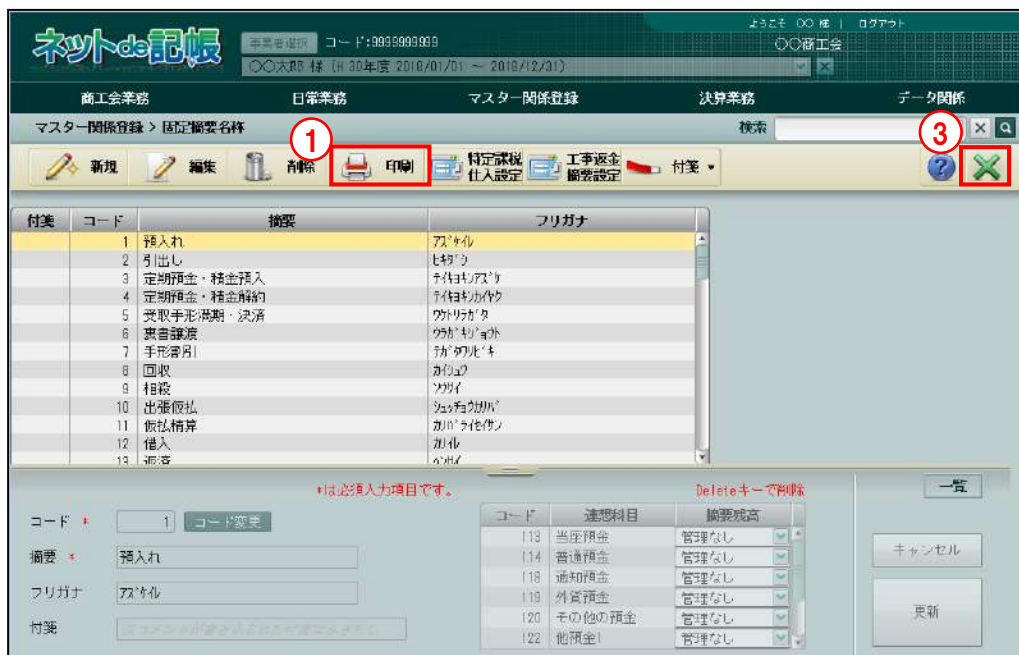 ようこそ 〇〇 様 | ログアウト
ネットde記帳 事業者選択 コード:9999999999 〇〇商工会
〇〇太郎 様 (H 30年度 2018/01/01 ～ 2018/12/31)
商工会業務 日常業務 マスター関係登録 決算業務 データ関係
マスター関係登録 > 固定摘要名称 検索
① ③
新規 編集 削除 印刷 特定課税仕入設定 工事返金摘要設定 付箋
付箋 コード 摘要 フリガナ
1 預入れ ｱｽﾞｹｲﾚ
2 引出し ﾋｷﾀﾞｼ
3 定期預金・積金預入 ﾃｲｷﾖｷﾝｱｽﾞｹ
4 定期預金・積金解約 ﾃｲｷﾖｷﾝｶｲﾔｸ
5 受取手形満期・決済 ｳｹﾄﾘﾃｶﾞﾀ
6 裏書譲渡 ｳﾗｶﾞｷｼﾞｮｳﾄ
7 手形割引 ﾃｶﾞﾀﾜﾘﾋﾞｷ
8 回収 ｶｲｼｭｳ
9 相殺 ｿｳｻｲ
10 出張仮払 ｼｭｯﾁｮｳｶﾘﾊﾞ
11 仮払精算 ｶﾘﾊﾞﾗｲｾｲｻﾝ
12 借入 ｶﾘｲﾚ
13 返済 ﾍﾝｻｲ
*は必須入力項目です。 Deleteキーで削除 一覧
コード * 1 コード変更
摘要 * 預入れ
フリガナ ｱｽﾞｹｲﾚ
付箋
コード 連想科目 摘要残高
113 当座預金 管理なし
114 普通預金 管理なし
118 通知預金 管理なし
119 外貨預金 管理なし
120 その他の預金 管理なし
122 他預金1 管理なし
キャンセル
更新